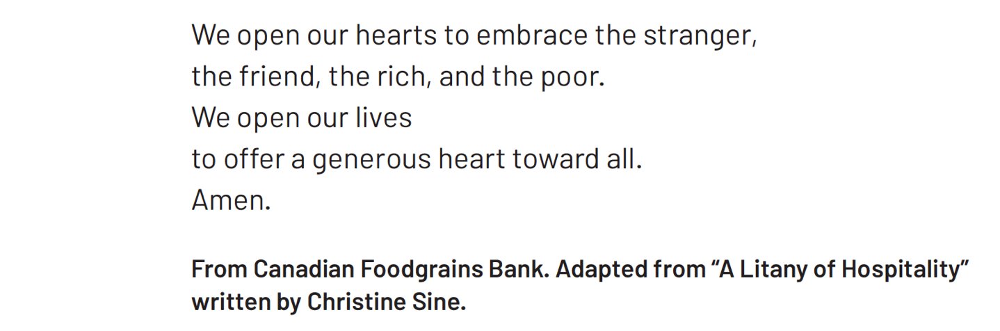 We open our hearts to embrace the stranger,
the friend, the rich, and the poor.
We open our lives
to offer a generous heart toward all.
Amen.
From Canadian Foodgrains Bank. Adapted from “A Litany of Hospitality”
written by Christine Sine.